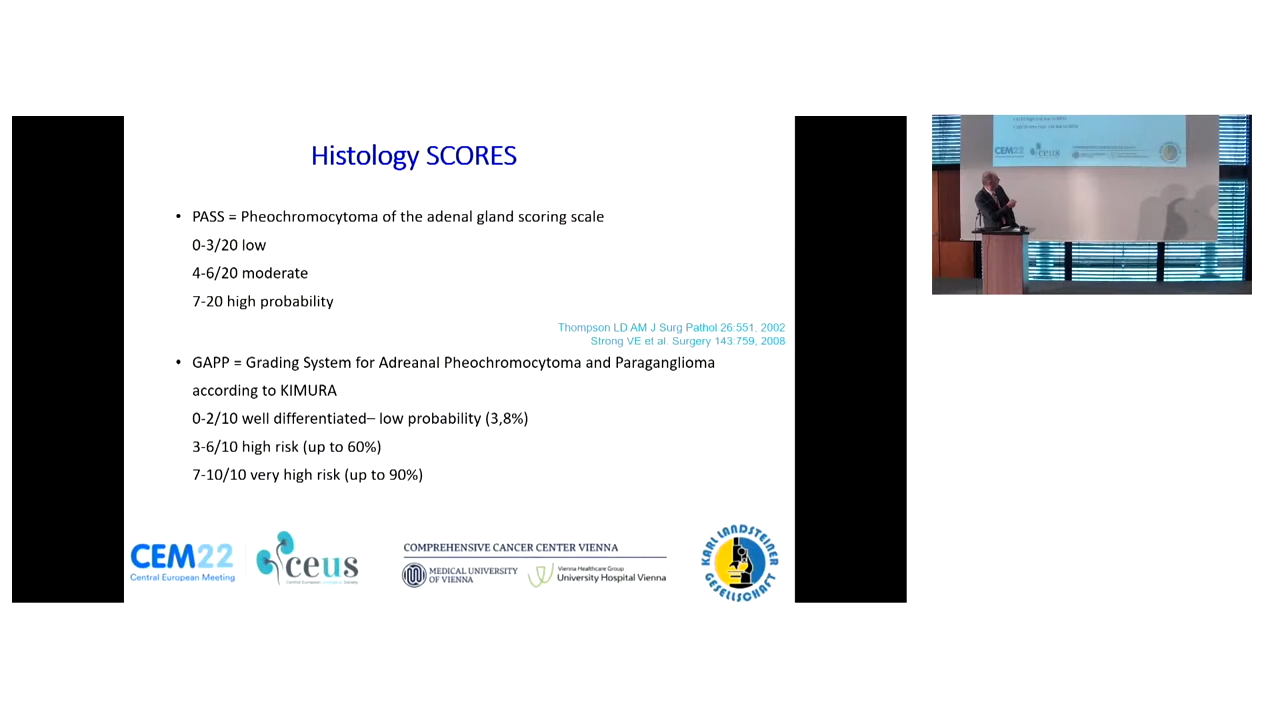 Histology SCORES
• PASS = Pheochromocytoma of the adenal gland scoring scale
0-3/20 low
4-6/20 moderate
7-20 high probability
Thompson LD AM J Surg Pathol 26:551, 2002
Strong VE et al. Surgery 143:759, 2008
• GAPP = Grading System for Adreanal Pheochromocytoma and Paraganglioma
according to KIMURA
0-2/10 well differentiated– low probability (3,8%)
3-6/10 high risk (up to 60%)
7-10/10 very high risk (up to 90%)
CEM22
Central European Meeting
ceus
COMPREHENSIVE CANCER CENTER VIENNA
MEDICAL UNIVERSITY
OF VIENNA
Vienna Healthcare Group
University Hospital Vienna
KARL LANDSTEINER
GESELLSCHAFT
CEM22
ceus